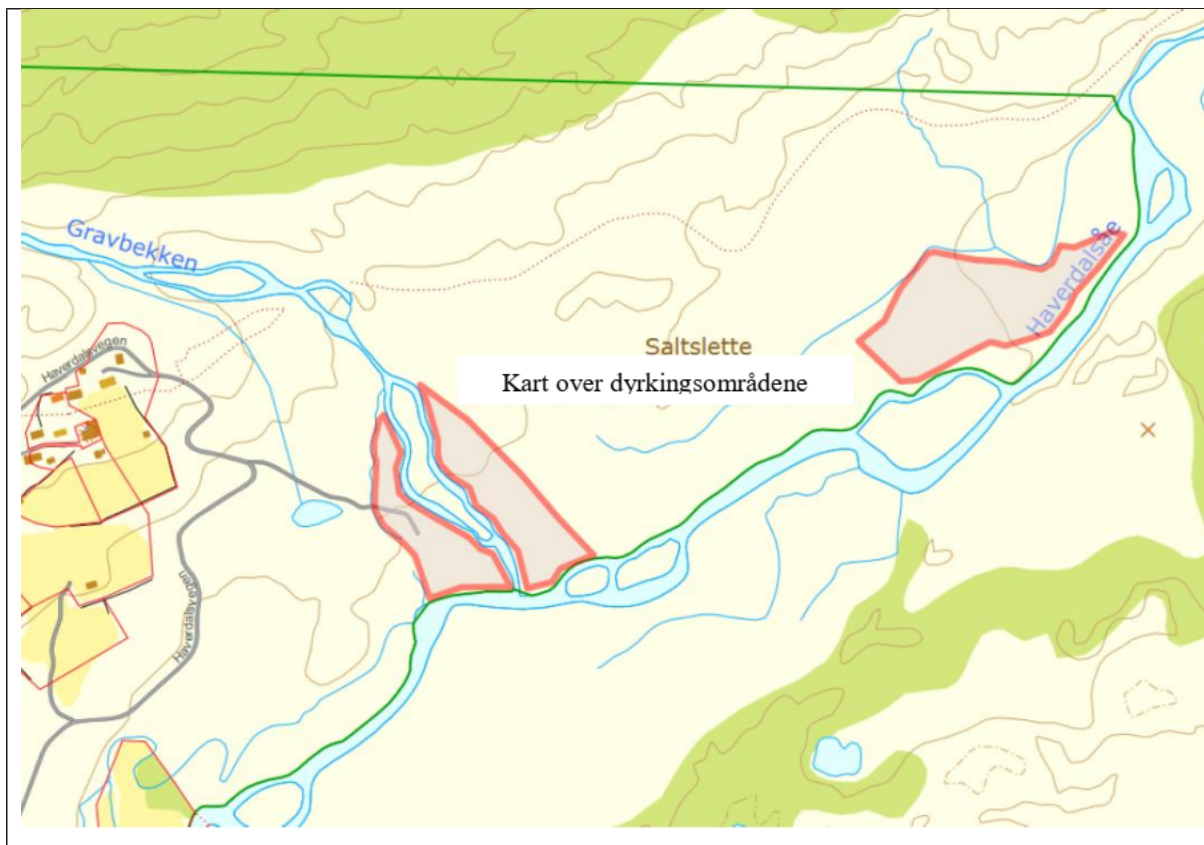 Gravbekken
Haverdalsåe
Haverdalsvegen
Saltslette
Kart over dyrkingsområdene
Haverdalsvegen